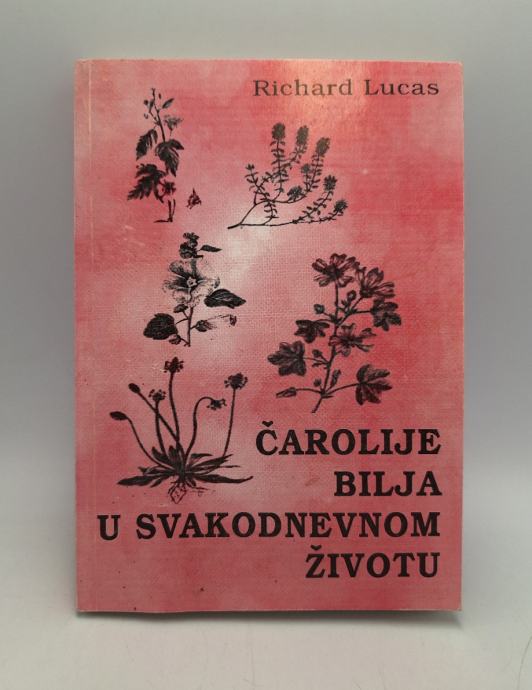 Richard Lucas
ČAROLIJE
BILJA
U SVAKODNEVNOM
ŽIVOTU